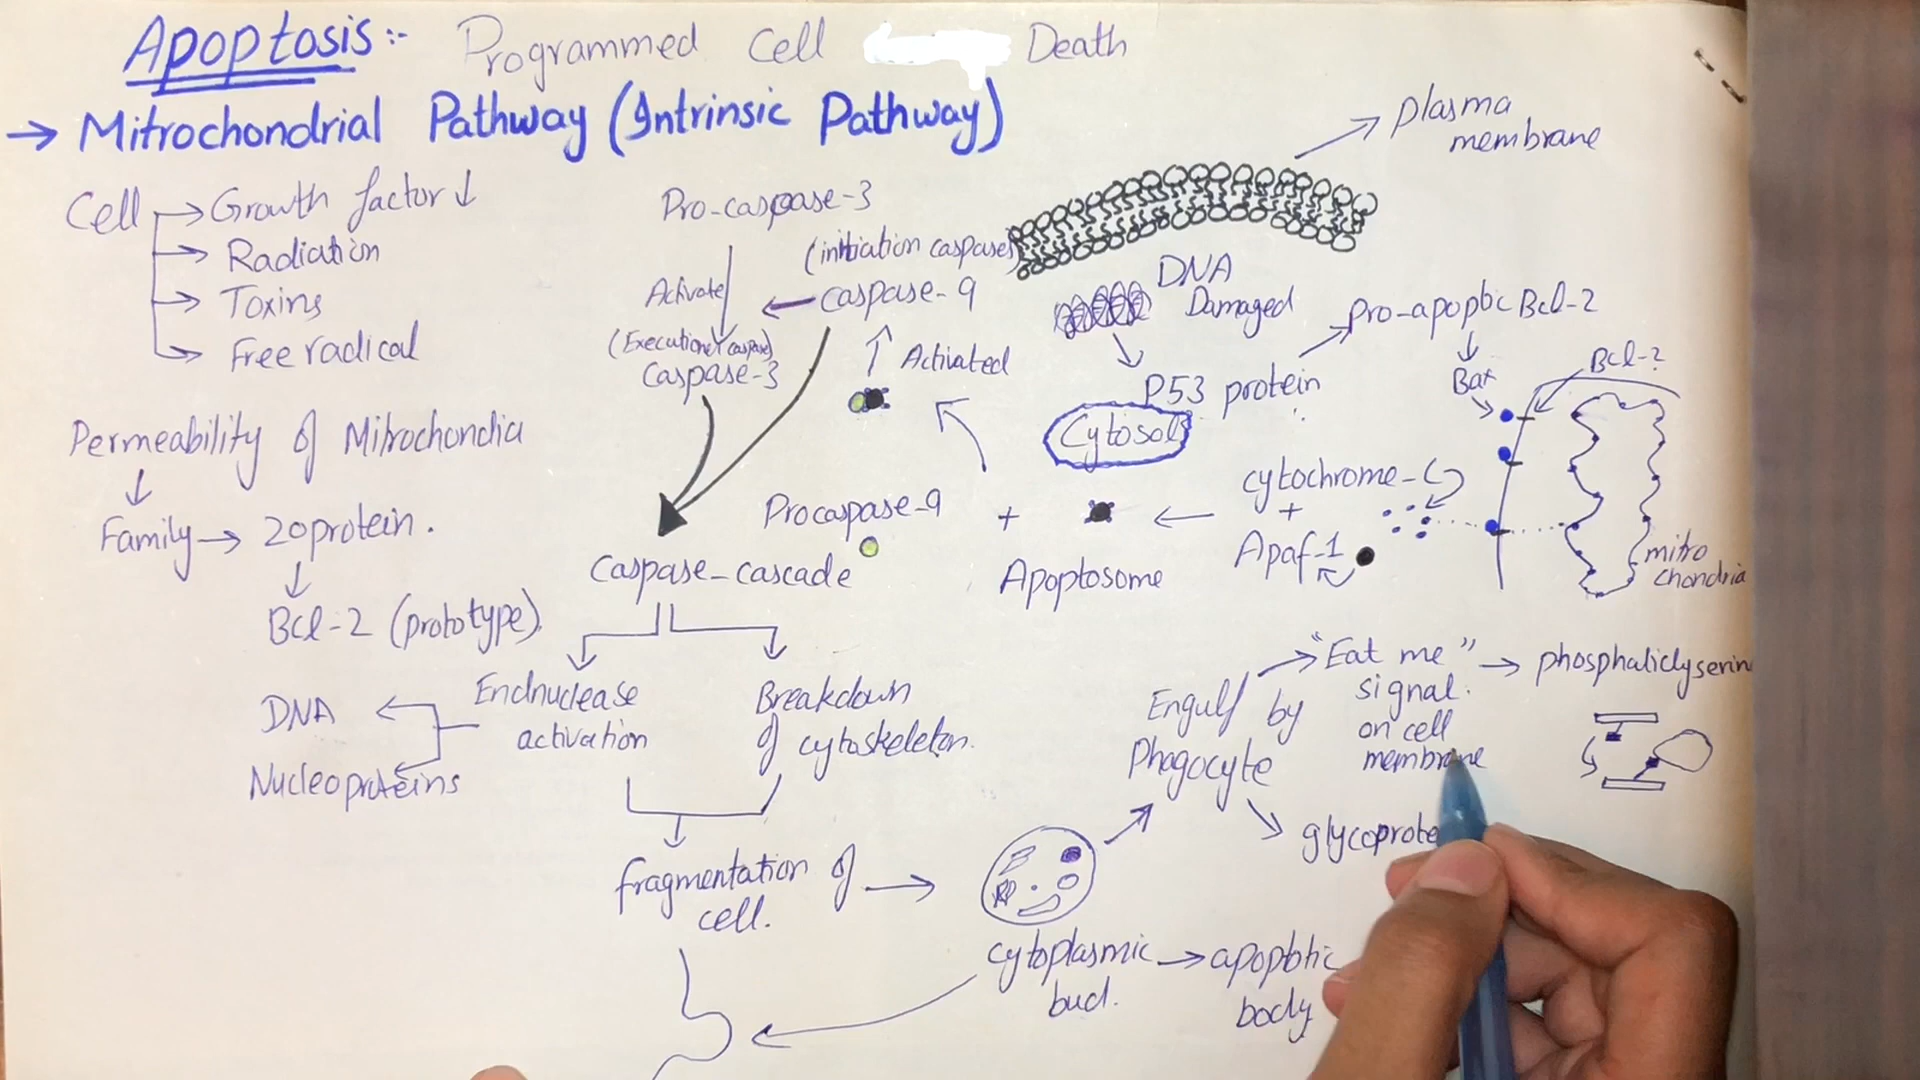 Apoptosis :- Programmed Cell Death
→ Mitrochondrial Pathway (Intrinsic Pathway)
Cell → Growth factor ↓
→ Radiation
→ Toxins
→ Free radical
Permeability of Mitrochondia
↓
Family → 20 protein.
↓
Bcl-2 (prototype)
Pro-caspase-3
Activate
(Executioner caspase)
Caspase-3
(initiation caspases)
← caspase-9
↑ Activated
plasma
membrane
DNA
Damaged
P53 protein
Pro-apoptic Bcl-2
↓
Bax
Bcl-2
Cytosol
cytochrome-C
+
Apaf-1
mitro
chondria
←
Apoptosome
+
Procaspase-9
Caspase-cascade
Endnuclease
activation
DNA
Nucleoproteins
Breakdown
of cytoskeleton.
fragmentation of
cell.
→
cytoplasmic → apoptotic
bud. body
Engulf by
Phagocyte
→ "Eat me" → phosphaliclyserin
signal.
on cell
membrane
glycoprote